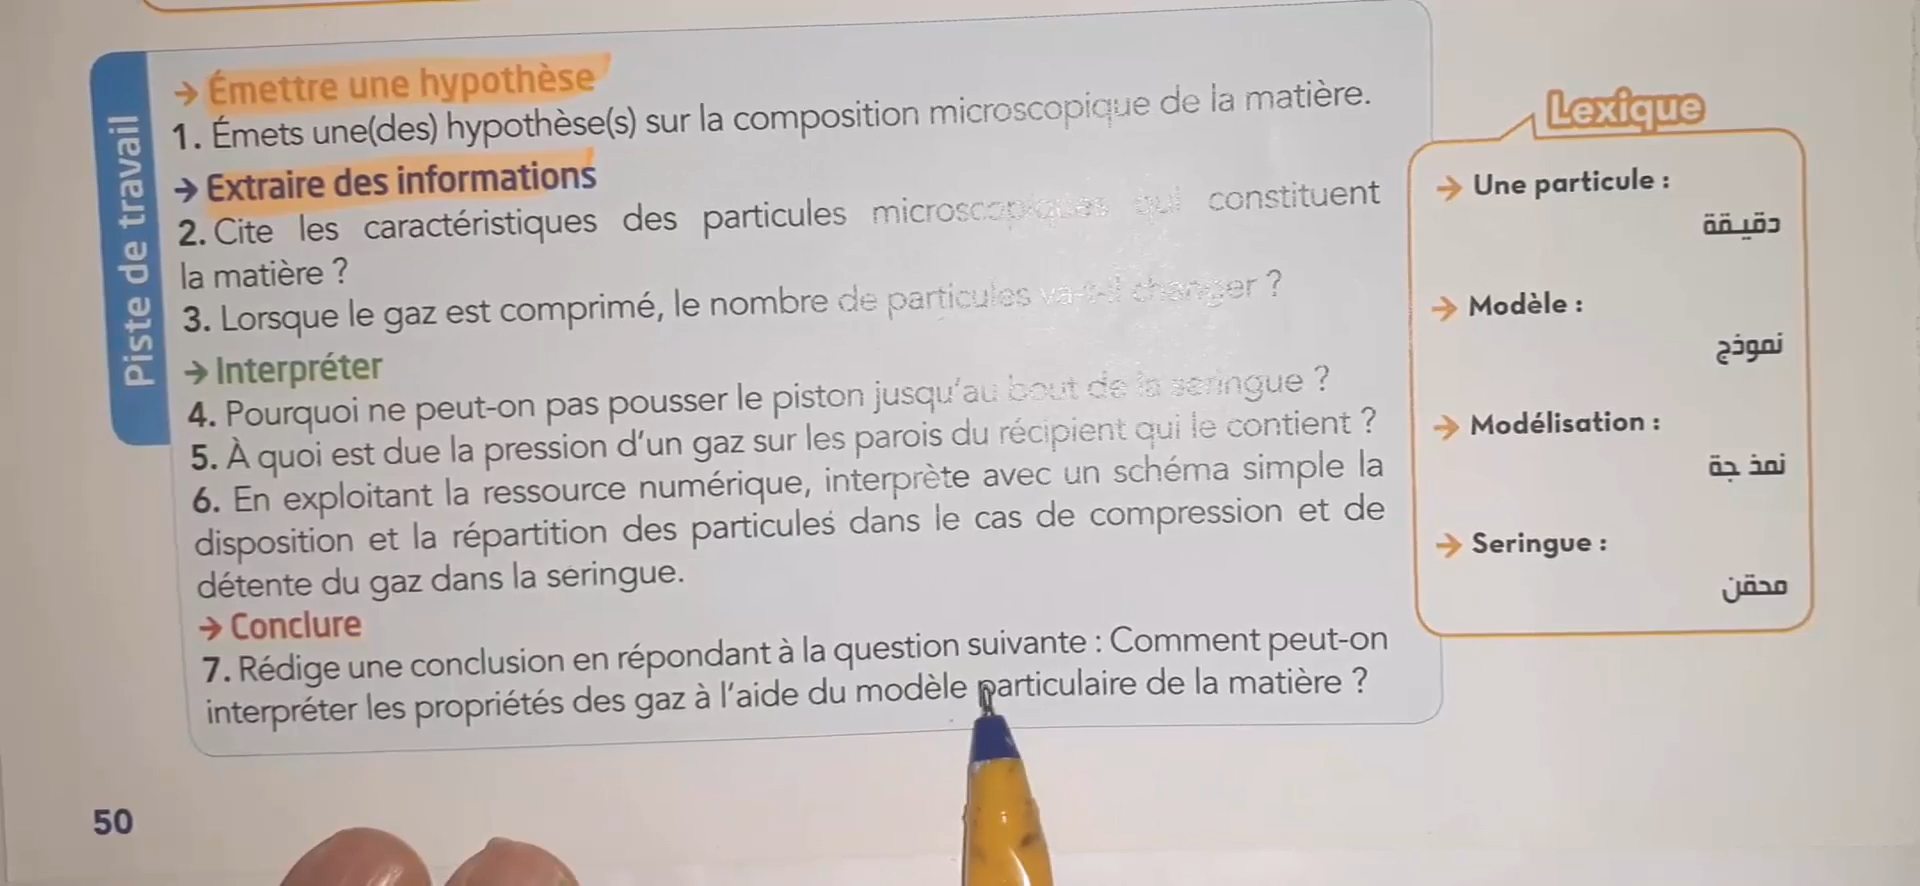 Piste de travail
→ Émettre une hypothèse
1. Émets une(des) hypothèse(s) sur la composition microscopique de la matière.
→ Extraire des informations
2. Cite les caractéristiques des particules microscopiques qui constituent
la matière ?
3. Lorsque le gaz est comprimé, le nombre de particules va-t-il changer ?
→ Interpréter
4. Pourquoi ne peut-on pas pousser le piston jusqu'au bout de la seringue ?
5. À quoi est due la pression d'un gaz sur les parois du récipient qui le contient ?
6. En exploitant la ressource numérique, interprète avec un schéma simple la
disposition et la répartition des particules dans le cas de compression et de
détente du gaz dans la seringue.
→ Conclure
7. Rédige une conclusion en répondant à la question suivante : Comment peut-on
interpréter les propriétés des gaz à l'aide du modèle particulaire de la matière ?
Lexique
→ Une particule :
دقيقة
→ Modèle :
نموذج
→ Modélisation :
نمذجة
→ Seringue :
محقن
50